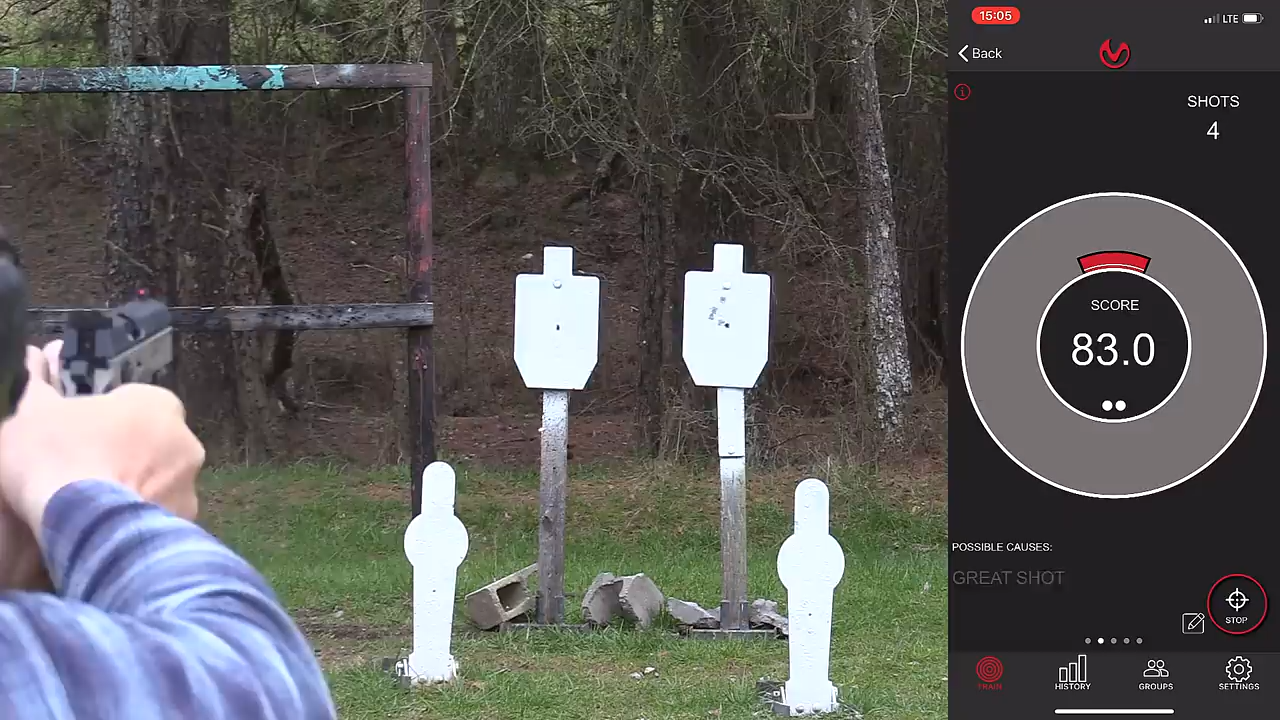 15:05
LTE
Back
SHOTS
4
SCORE
83.0
POSSIBLE CAUSES:
GREAT SHOT
STOP
TRAIN
HISTORY
GROUPS
SETTINGS